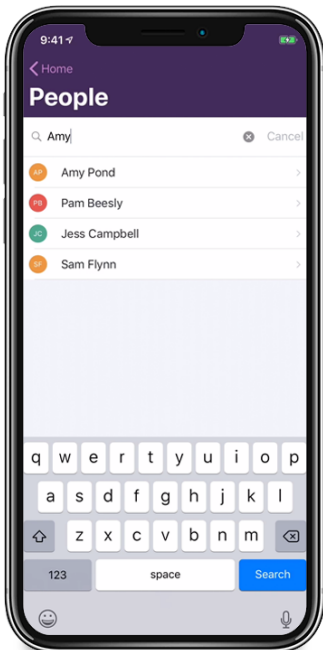 9:41
Home
People
Amy
Cancel
AP Amy Pond
PB Pam Beesly
JC Jess Campbell
SF Sam Flynn
q w e r t y u i o p
a s d f g h j k l
z x c v b n m
123 space Search